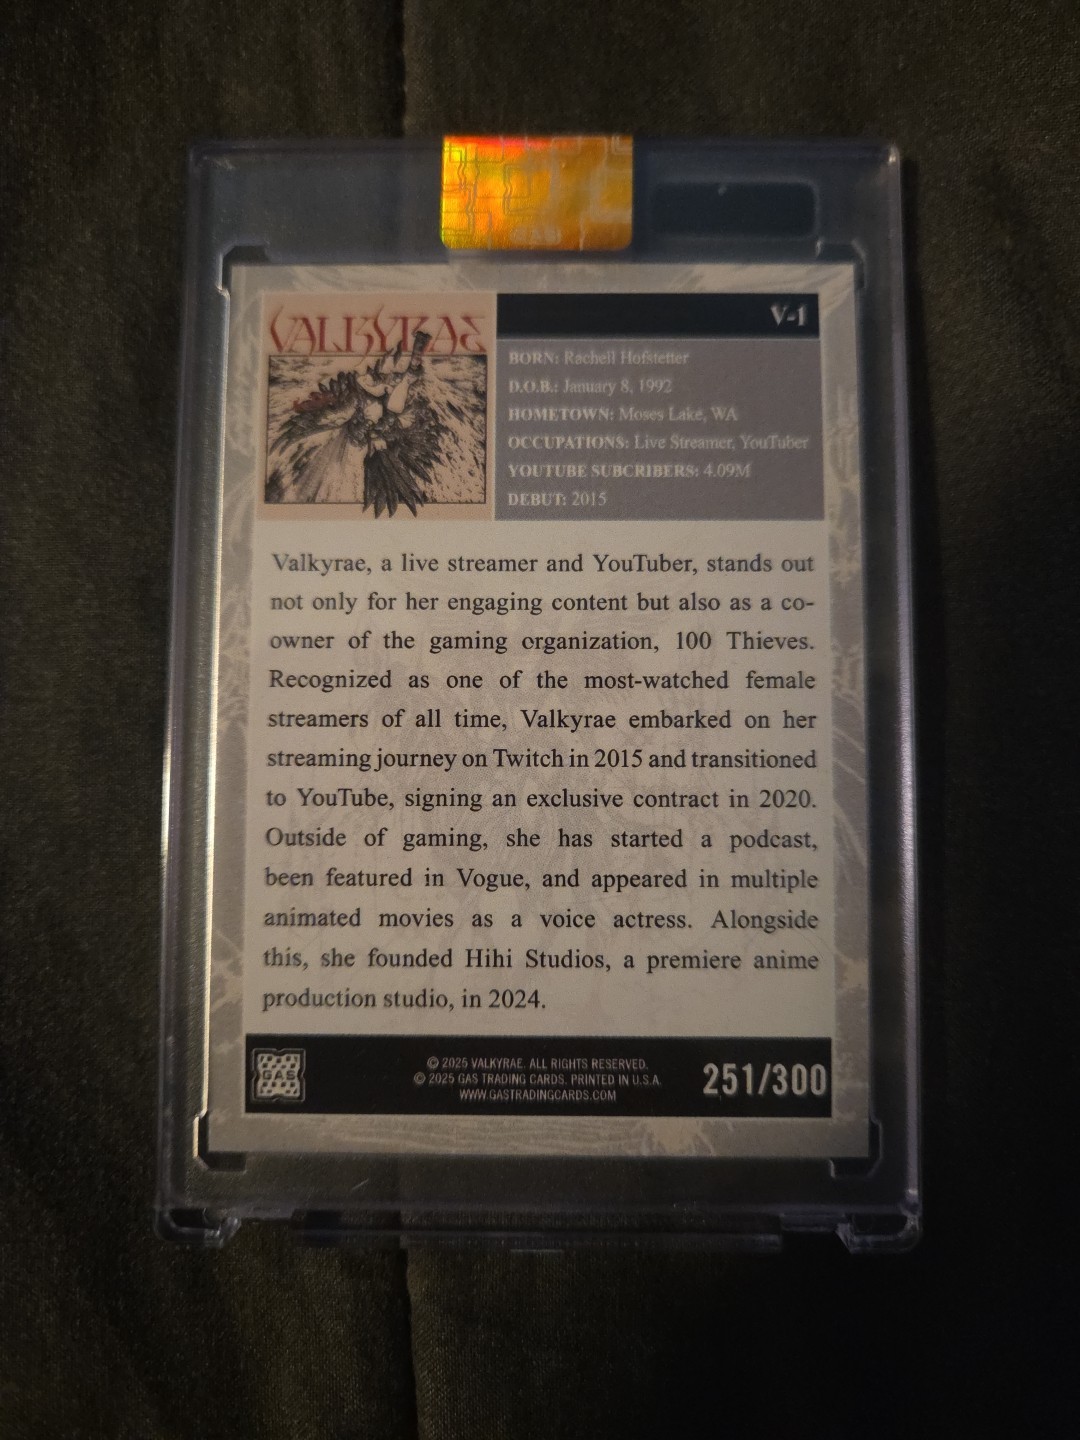 VALKYRAE
V-1
BORN: Rachell Hofstetter
D.O.B.: January 8, 1992
HOMETOWN: Moses Lake, WA
OCCUPATIONS: Live Streamer, YouTuber
YOUTUBE SUBCRIBERS: 4.09M
DEBUT: 2015
Valkyrae, a live streamer and YouTuber, stands out
not only for her engaging content but also as a co-
owner of the gaming organization, 100 Thieves.
Recognized as one of the most-watched female
streamers of all time, Valkyrae embarked on her
streaming journey on Twitch in 2015 and transitioned
to YouTube, signing an exclusive contract in 2020.
Outside of gaming, she has started a podcast,
been featured in Vogue, and appeared in multiple
animated movies as a voice actress. Alongside
this, she founded Hihi Studios, a premiere anime
production studio, in 2024.
GAS
© 2025 VALKYRAE. ALL RIGHTS RESERVED.
© 2025 GAS TRADING CARDS. PRINTED IN U.S.A.
WWW.GASTRADINGCARDS.COM
251/300